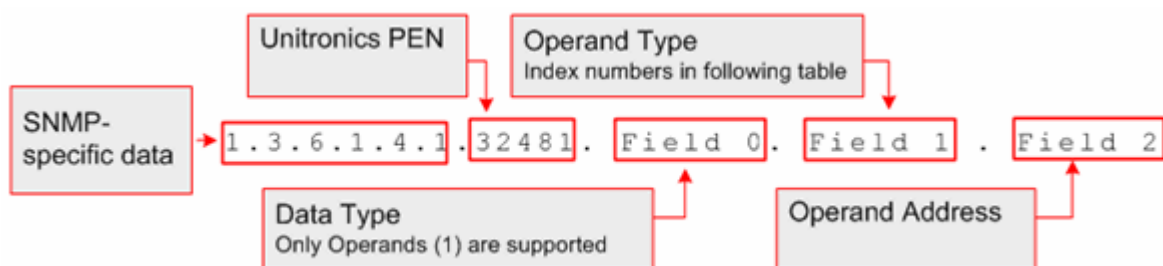 Unitronics PEN
Operand Type
Index numbers in following table
SNMP-
specific data
1.3.6.1.4.1.32481. Field 0. Field 1 . Field 2
Data Type
Only Operands (1) are supported
Operand Address